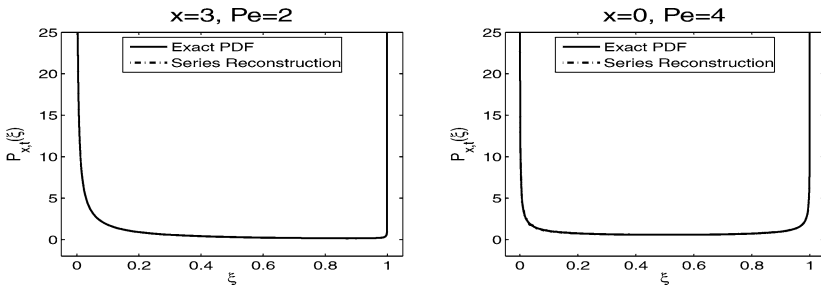 x=3, Pe=2
25
20
15
10
5
0
P x,t (ξ)
Exact PDF
Series Reconstruction
0 0.2 0.4 0.6 0.8 1
ξ
x=0, Pe=4
25
20
15
10
5
0
P x,t (ξ)
Exact PDF
Series Reconstruction
0 0.2 0.4 0.6 0.8 1
ξ